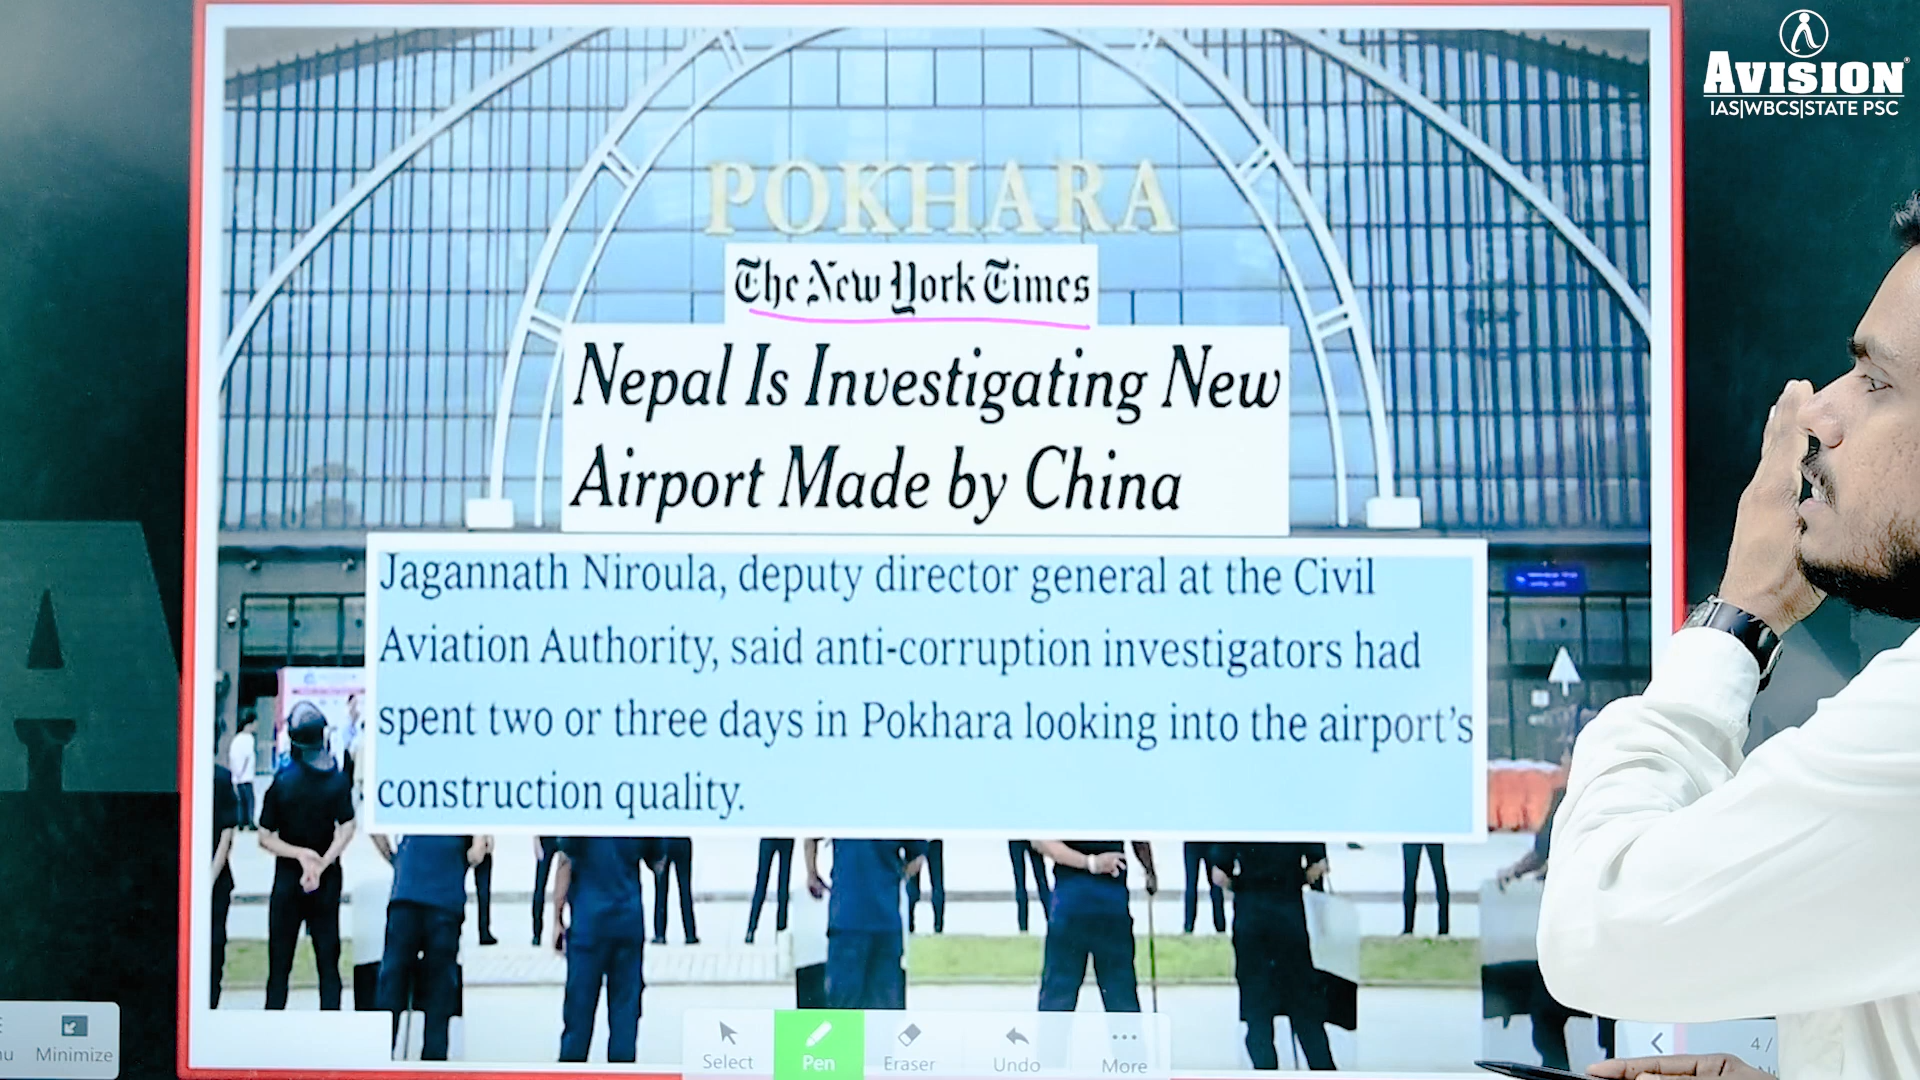 AVISION
IAS|WBCS|STATE PSC
POKHARA
The New York Times
Nepal Is Investigating New
Airport Made by China
Jagannath Niroula, deputy director general at the Civil
Aviation Authority, said anti-corruption investigators had
spent two or three days in Pokhara looking into the airport's
construction quality.
A
Minimize
Select
Pen
Eraser
Undo
More
4 /